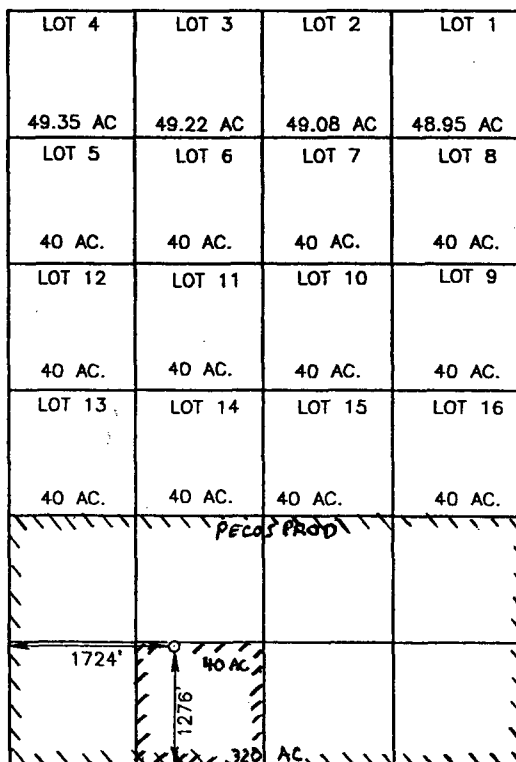 LOT 4 LOT 3 LOT 2 LOT 1
49.35 AC 49.22 AC 49.08 AC 48.95 AC
LOT 5 LOT 6 LOT 7 LOT 8
40 AC. 40 AC. 40 AC. 40 AC.
LOT 12 LOT 11 LOT 10 LOT 9
40 AC. 40 AC. 40 AC. 40 AC.
LOT 13 LOT 14 LOT 15 LOT 16
40 AC. 40 AC. 40 AC. 40 AC.
PECOS PROD
1724' 40 AC
1276'
320 AC.